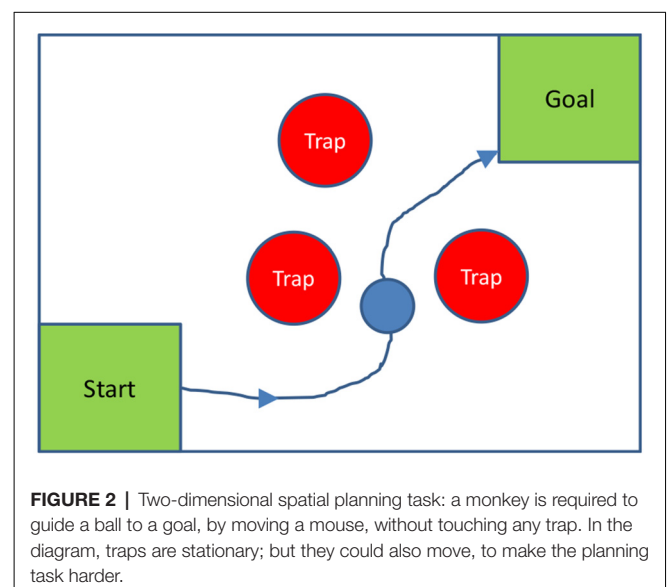 Goal
Trap
Trap
Trap
Start
FIGURE 2 | Two-dimensional spatial planning task: a monkey is required to
guide a ball to a goal, by moving a mouse, without touching any trap. In the
diagram, traps are stationary; but they could also move, to make the planning
task harder.